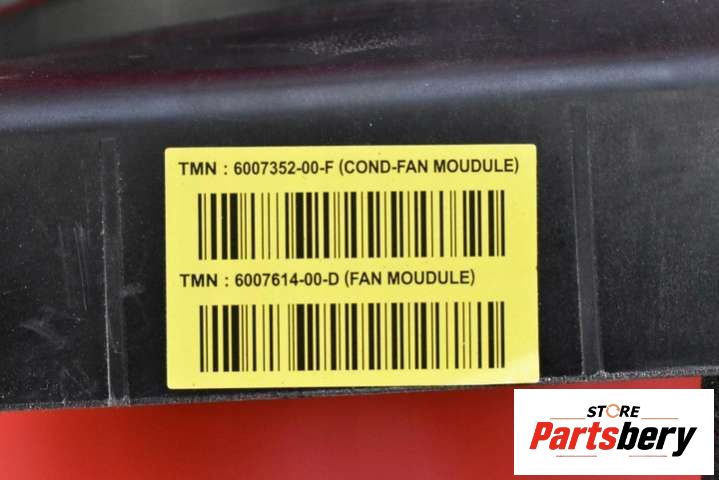 TMN : 6007352-00-F (COND-FAN MOUDULE)
TMN : 6007614-00-D (FAN MOUDULE)
STORE
Partsbery